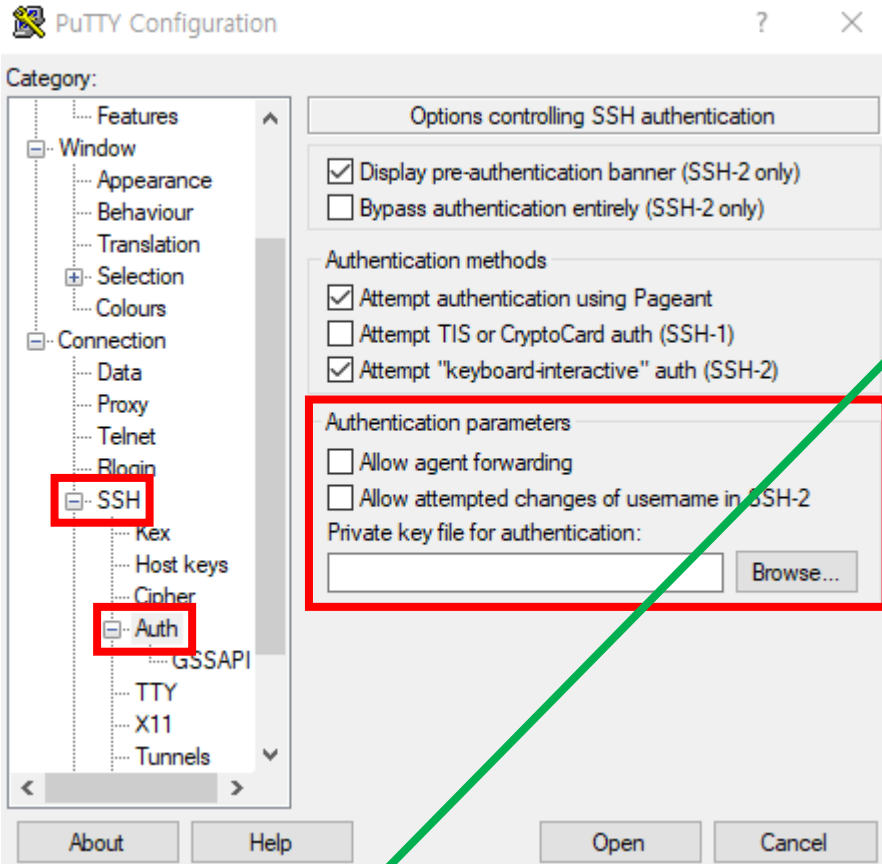 PuTTY Configuration
?
Category:
Features
Window
Appearance
Behaviour
Translation
Selection
Colours
Connection
Data
Proxy
Telnet
Rlogin
SSH
Kex
Host keys
Cipher
Auth
GSSAPI
TTY
X11
Tunnels
Options controlling SSH authentication
Display pre-authentication banner (SSH-2 only)
Bypass authentication entirely (SSH-2 only)
Authentication methods
Attempt authentication using Pageant
Attempt TIS or CryptoCard auth (SSH-1)
Attempt "keyboard-interactive" auth (SSH-2)
Authentication parameters
Allow agent forwarding
Allow attempted changes of username in SSH-2
Private key file for authentication:
Browse...
About Help Open Cancel